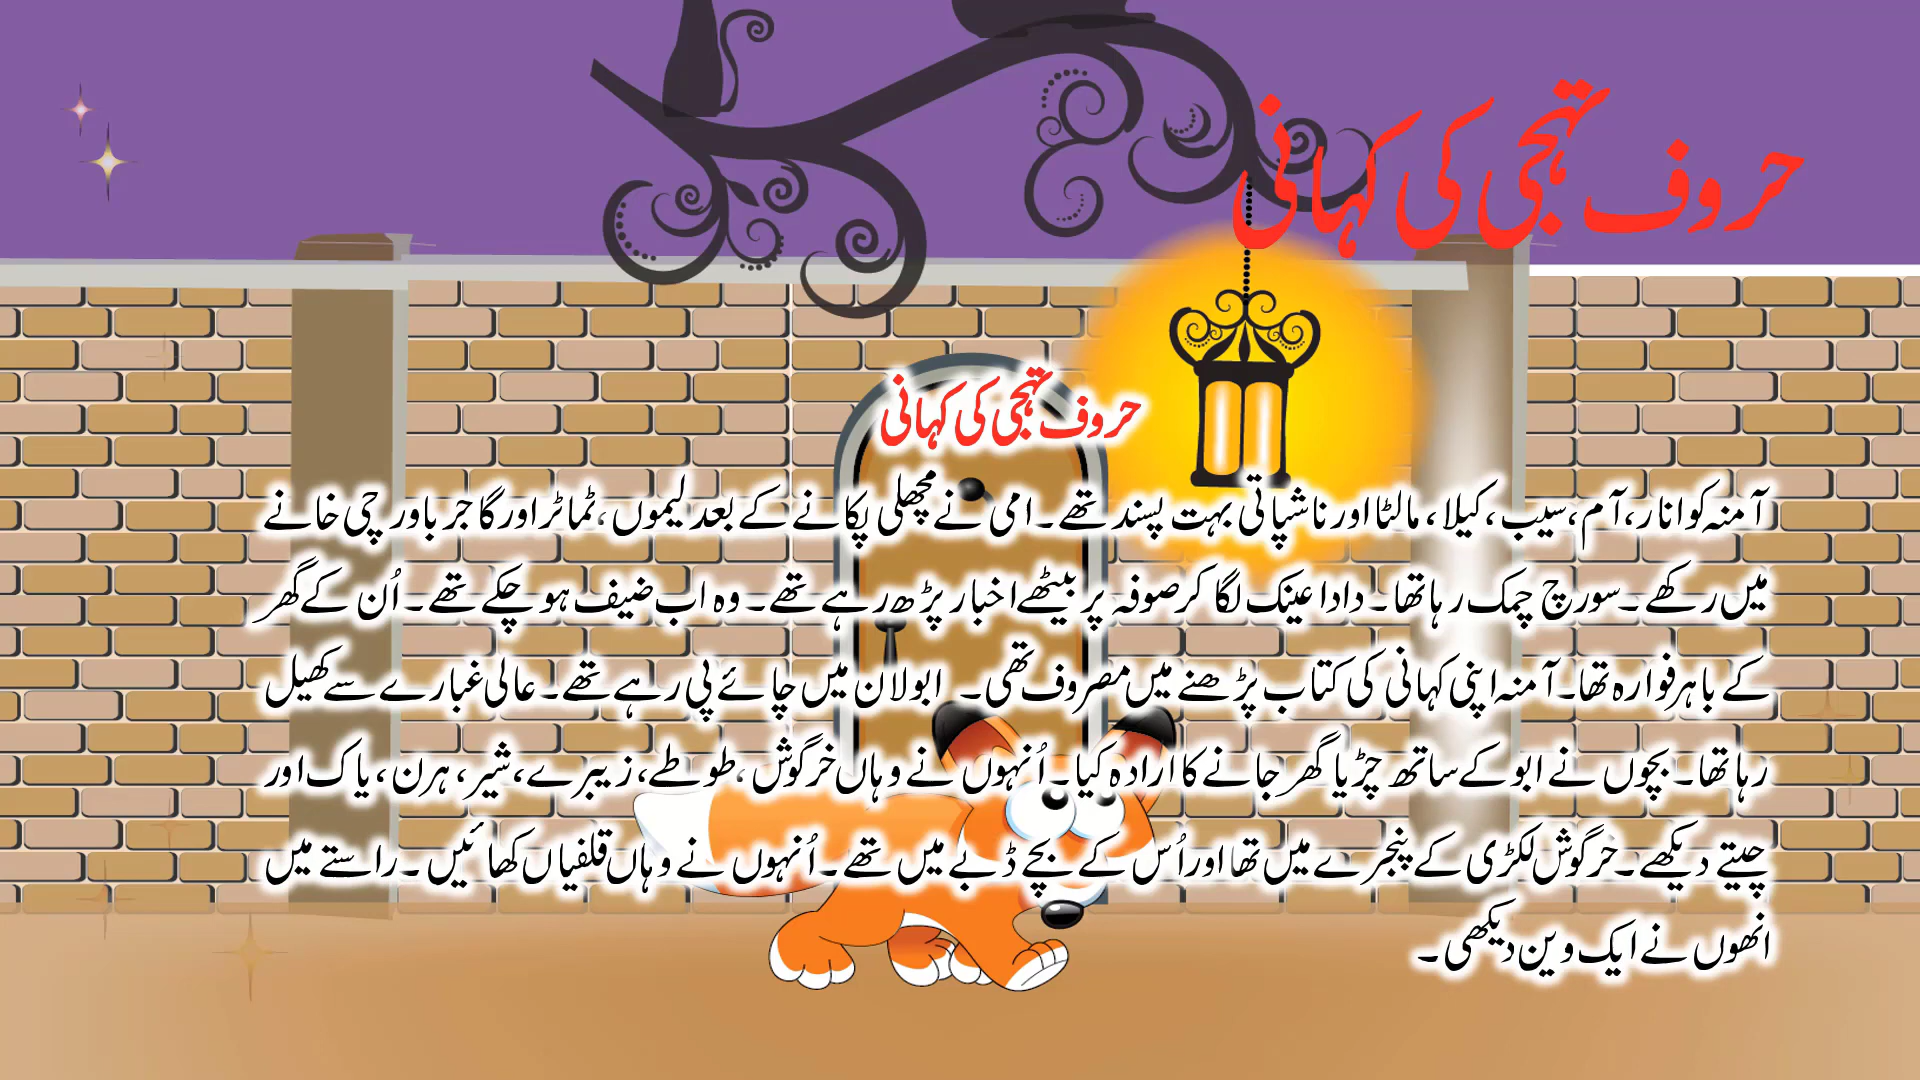 حروف تہجی کی کہانی
حروف تہجی کی کہانی
آمنہ کو انار، آم، سیب، کیلا، مالٹا اور ناشپاتی بہت پسند تھے۔ امی نے مچھلی پکانے کے بعد لیموں، ٹماٹر اور گاجر باورچی خانے
میں رکھے۔ سورج چمک رہا تھا۔ دادا عینک لگا کر صوفہ پر بیٹھے اخبار پڑھ رہے تھے۔ وہ اب ضیف ہو چکے تھے۔ اُن کے گھر
کے باہر فوارہ تھا۔ آمنہ اپنی کہانی کی کتاب پڑھنے میں مصروف تھی۔ ابو لان میں چائے پی رہے تھے۔ عالی غبارے سے کھیل
رہا تھا۔ بچوں نے ابو کے ساتھ چڑیا گھر جانے کا ارادہ کیا۔ اُنہوں نے وہاں خرگوش، طوطے، زیبرے، شیر، ہرن، یاک اور
چیتے دیکھے۔ خرگوش لکڑی کے پنجرے میں تھا اور اُس کے بچے ڈبے میں تھے۔ اُنہوں نے وہاں قلفیاں کھائیں۔ راستے میں
انھوں نے ایک وین دیکھی۔